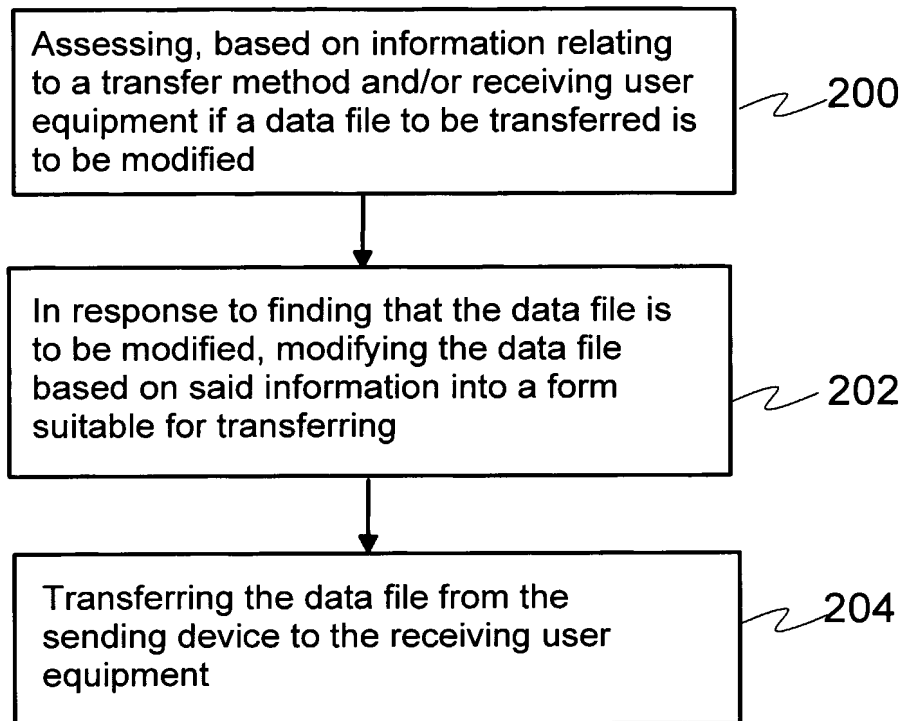 Assessing, based on information relating
to a transfer method and/or receiving user
equipment if a data file to be transferred is
to be modified
200
In response to finding that the data file is
to be modified, modifying the data file
based on said information into a form
suitable for transferring
202
Transferring the data file from the
sending device to the receiving user
equipment
204